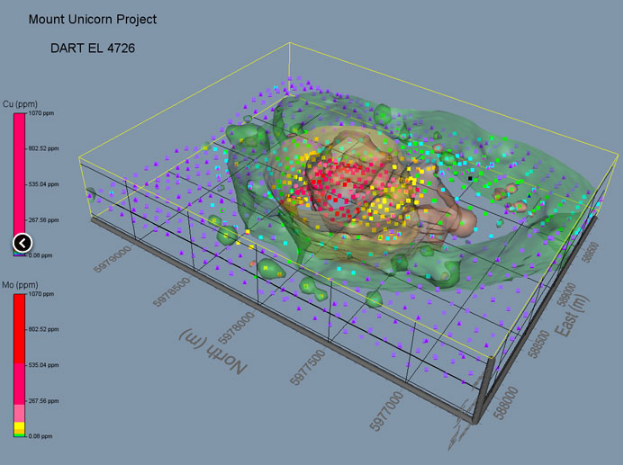 Mount Unicorn Project
DART EL 4726
Cu (ppm)
1070 ppm
802.52 ppm
535.04 ppm
267.56 ppm
0.08 ppm
Mo (ppm)
1070 ppm
802.52 ppm
535.04 ppm
267.56 ppm
0.08 ppm
5979000
5978500
5978000
5977500
5977000
North (m)
588000
588500
589000
East (m)